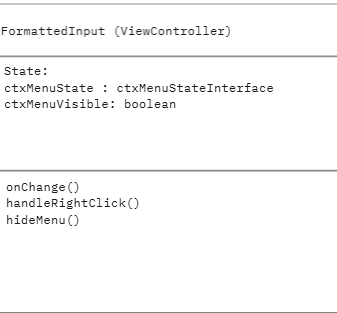 FormattedInput (ViewController)
State:
ctxMenuState : ctxMenuStateInterface
ctxMenuVisible: boolean
onChange()
handleRightClick()
hideMenu()